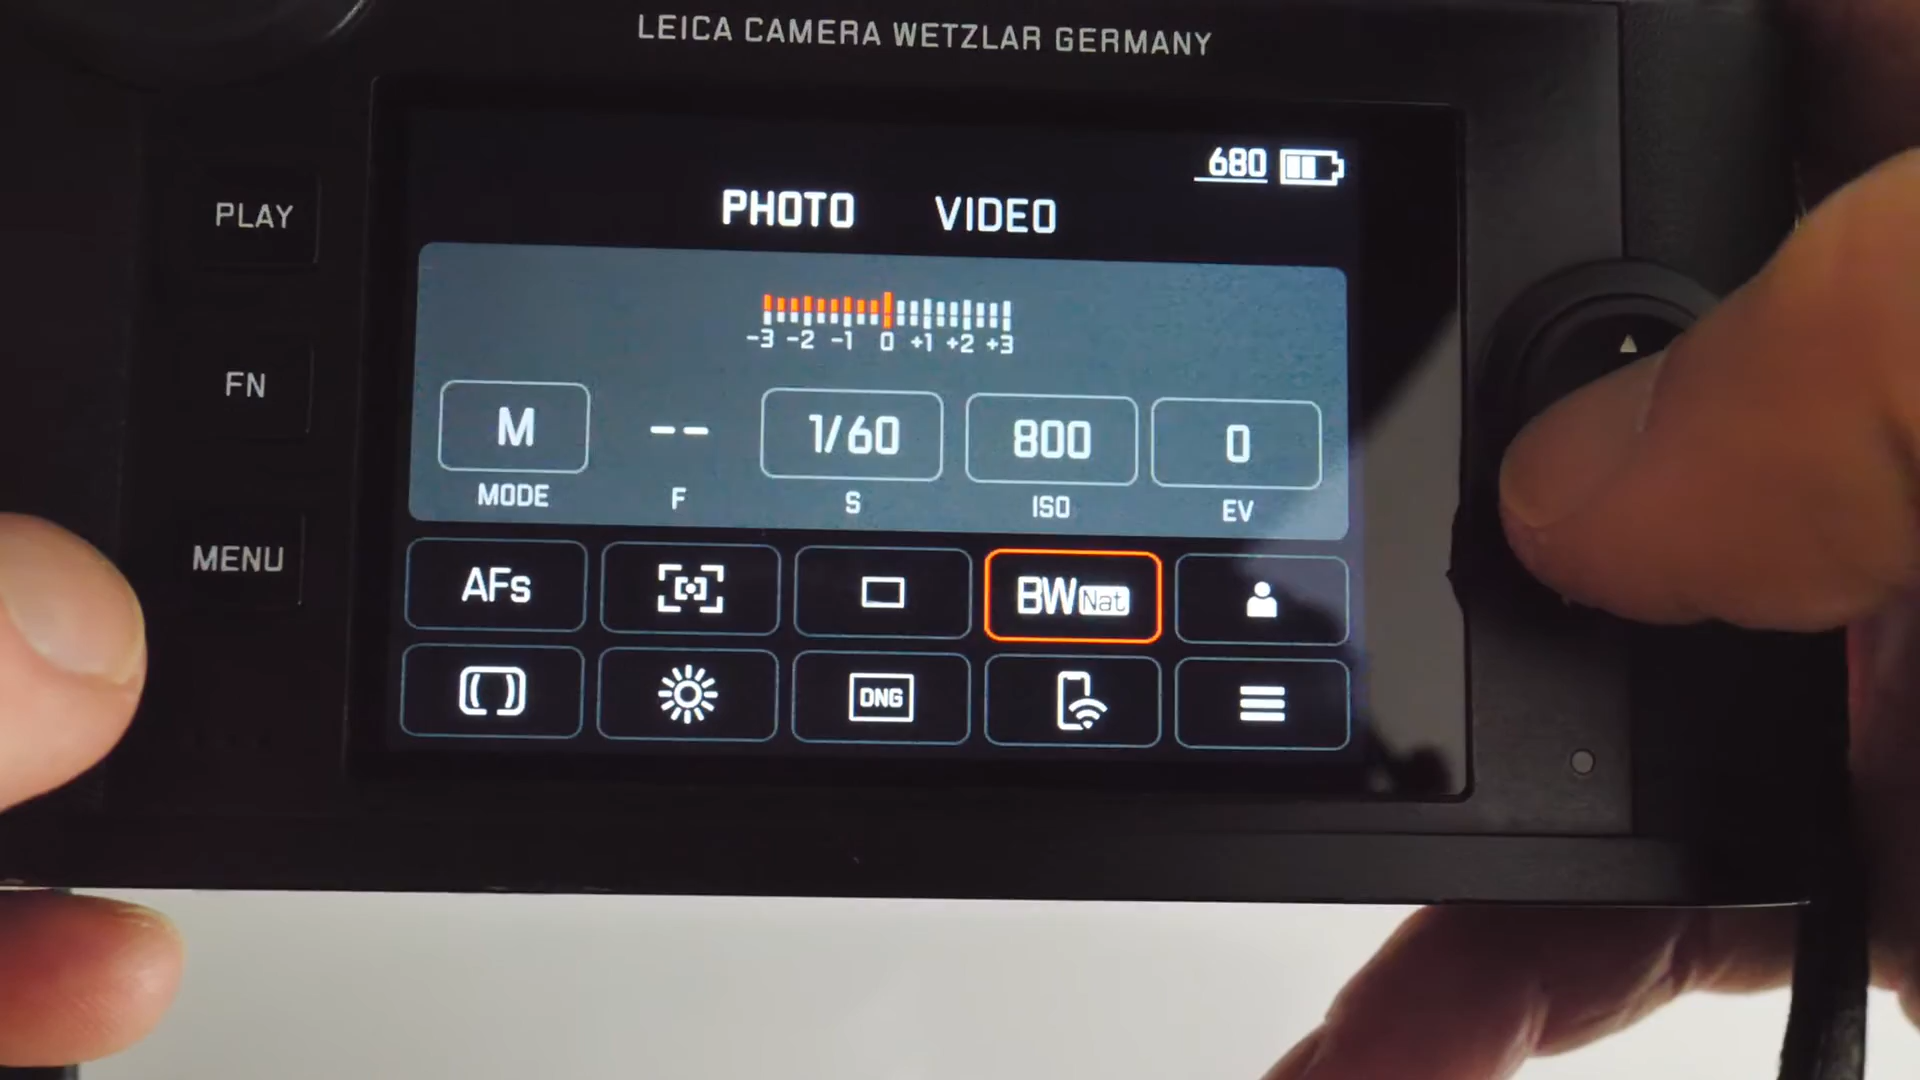 LEICA CAMERA WETZLAR GERMANY
680
PHOTO VIDEO
PLAY
-3 -2 -1 0 +1 +2 +3
FN
M -- 1/60 800 0
MODE F S ISO EV
MENU
AFs BW Nat
DNG